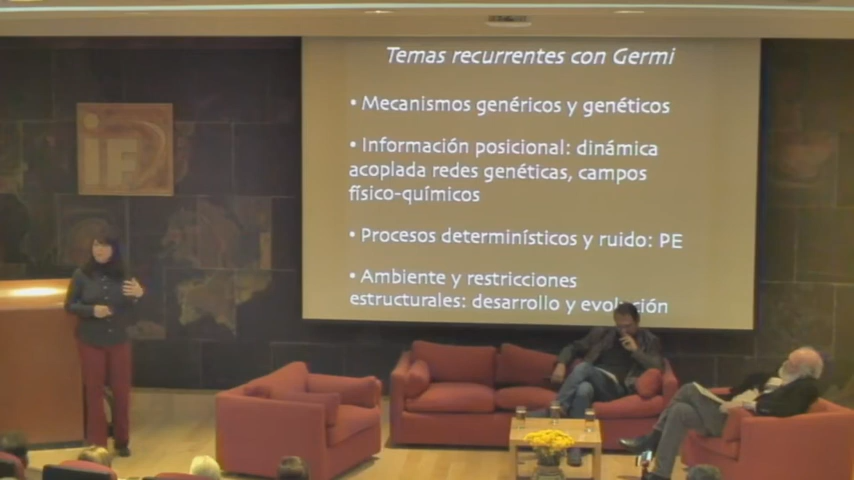 Temas recurrentes con Germi
• Mecanismos genéricos y genéticos
• Información posicional: dinámica
acoplada redes genéticas, campos
físico-químicos
• Procesos determinísticos y ruido: PE
• Ambiente y restricciones
estructurales: desarrollo y evolución
iF